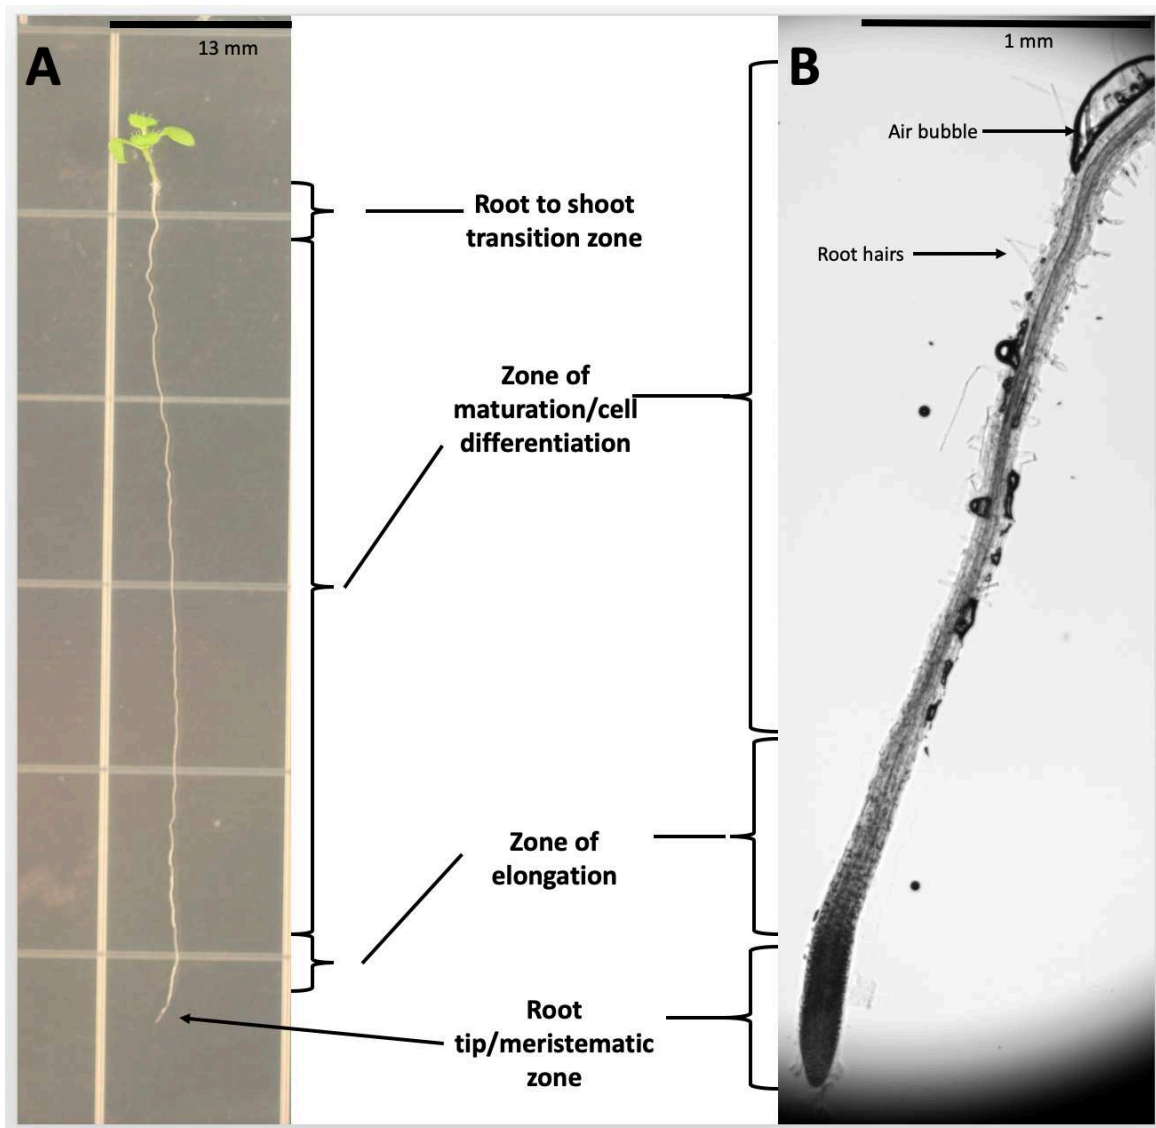 A
13 mm
Root to shoot
transition zone
Zone of
maturation/cell
differentiation
Zone of
elongation
Root
tip/meristematic
zone
B
1 mm
Air bubble
Root hairs